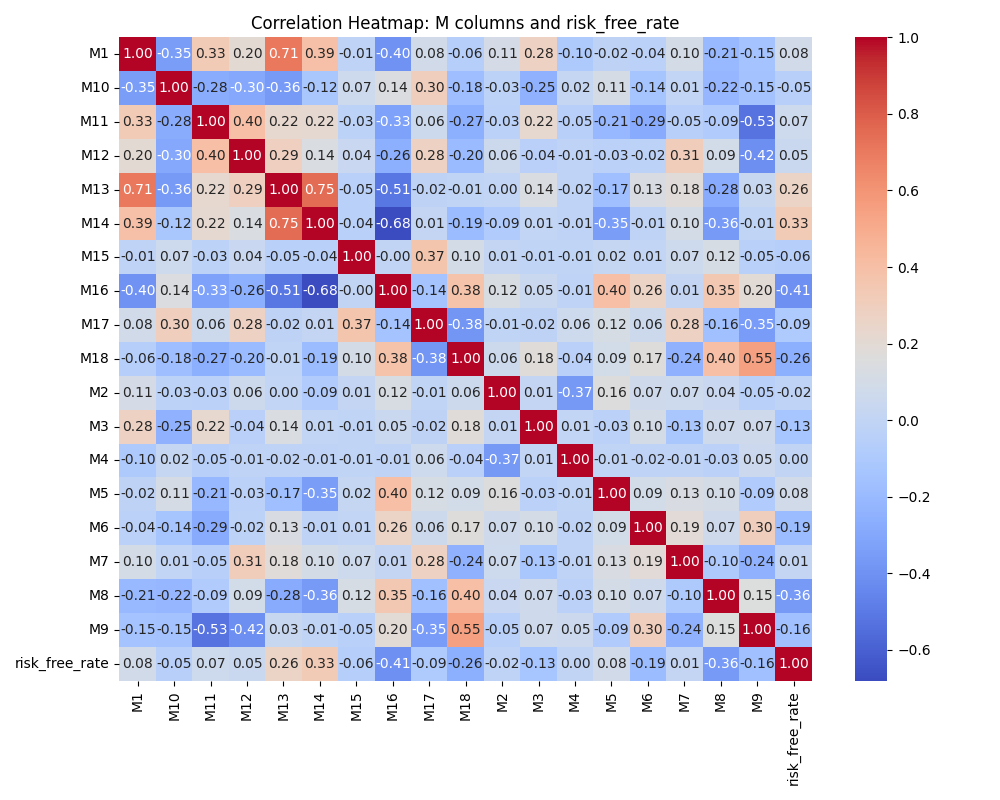 Correlation Heatmap: M columns and risk_free_rate
M1 1.00 -0.35 0.33 0.20 0.71 0.39 -0.01 -0.40 0.08 -0.06 0.11 0.28 -0.10 -0.02 -0.04 0.10 -0.21 -0.15 0.08
M10 -0.35 1.00 -0.28 -0.30 -0.36 -0.12 0.07 0.14 0.30 -0.18 -0.03 -0.25 0.02 0.11 -0.14 0.01 -0.22 -0.15 -0.05
M11 0.33 -0.28 1.00 0.40 0.22 0.22 -0.03 -0.33 0.06 -0.27 -0.03 0.22 -0.05 -0.21 -0.29 -0.05 -0.09 -0.53 0.07
M12 0.20 -0.30 0.40 1.00 0.29 0.14 0.04 -0.26 0.28 -0.20 0.06 -0.04 -0.01 -0.03 -0.02 0.31 0.09 -0.42 0.05
M13 0.71 -0.36 0.22 0.29 1.00 0.75 -0.05 -0.51 -0.02 -0.01 0.00 0.14 -0.02 -0.17 0.13 0.18 -0.28 0.03 0.26
M14 0.39 -0.12 0.22 0.14 0.75 1.00 -0.04 -0.68 0.01 -0.19 -0.09 0.01 -0.01 -0.35 -0.01 0.10 -0.36 -0.01 0.33
M15 -0.01 0.07 -0.03 0.04 -0.05 -0.04 1.00 -0.00 0.37 0.10 0.01 -0.01 -0.01 0.02 0.01 0.07 0.12 -0.05 -0.06
M16 -0.40 0.14 -0.33 -0.26 -0.51 -0.68 -0.00 1.00 -0.14 0.38 0.12 0.05 -0.01 0.40 0.26 0.01 0.35 0.20 -0.41
M17 0.08 0.30 0.06 0.28 -0.02 0.01 0.37 -0.14 1.00 -0.38 -0.01 -0.02 0.06 0.12 0.06 0.28 -0.16 -0.35 -0.09
M18 -0.06 -0.18 -0.27 -0.20 -0.01 -0.19 0.10 0.38 -0.38 1.00 0.06 0.18 -0.04 0.09 0.17 -0.24 0.40 0.55 -0.26
M2 0.11 -0.03 -0.03 0.06 0.00 -0.09 0.01 0.12 -0.01 0.06 1.00 0.01 -0.37 0.16 0.07 0.07 0.04 -0.05 -0.02
M3 0.28 -0.25 0.22 -0.04 0.14 0.01 -0.01 0.05 -0.02 0.18 0.01 1.00 0.01 -0.03 0.10 -0.13 0.07 0.07 -0.13
M4 -0.10 0.02 -0.05 -0.01 -0.02 -0.01 -0.01 -0.01 0.06 -0.04 -0.37 0.01 1.00 -0.01 -0.02 -0.01 -0.03 0.05 0.00
M5 -0.02 0.11 -0.21 -0.03 -0.17 -0.35 0.02 0.40 0.12 0.09 0.16 -0.03 -0.01 1.00 0.09 0.13 0.10 -0.09 0.08
M6 -0.04 -0.14 -0.29 -0.02 0.13 -0.01 0.01 0.26 0.06 0.17 0.07 0.10 -0.02 0.09 1.00 0.19 0.07 0.30 -0.19
M7 0.10 0.01 -0.05 0.31 0.18 0.10 0.07 0.01 0.28 -0.24 0.07 -0.13 -0.01 0.13 0.19 1.00 -0.10 -0.24 0.01
M8 -0.21 -0.22 -0.09 0.09 -0.28 -0.36 0.12 0.35 -0.16 0.40 0.04 0.07 -0.03 0.10 0.07 -0.10 1.00 0.15 -0.36
M9 -0.15 -0.15 -0.53 -0.42 0.03 -0.01 -0.05 0.20 -0.35 0.55 -0.05 0.07 0.05 -0.09 0.30 -0.24 0.15 1.00 -0.16
risk_free_rate 0.08 -0.05 0.07 0.05 0.26 0.33 -0.06 -0.41 -0.09 -0.26 -0.02 -0.13 0.00 0.08 -0.19 0.01 -0.36 -0.16 1.00
M1 M10 M11 M12 M13 M14 M15 M16 M17 M18 M2 M3 M4 M5 M6 M7 M8 M9 risk_free_rate
1.0
0.8
0.6
0.4
0.2
0.0
−0.2
−0.4
−0.6